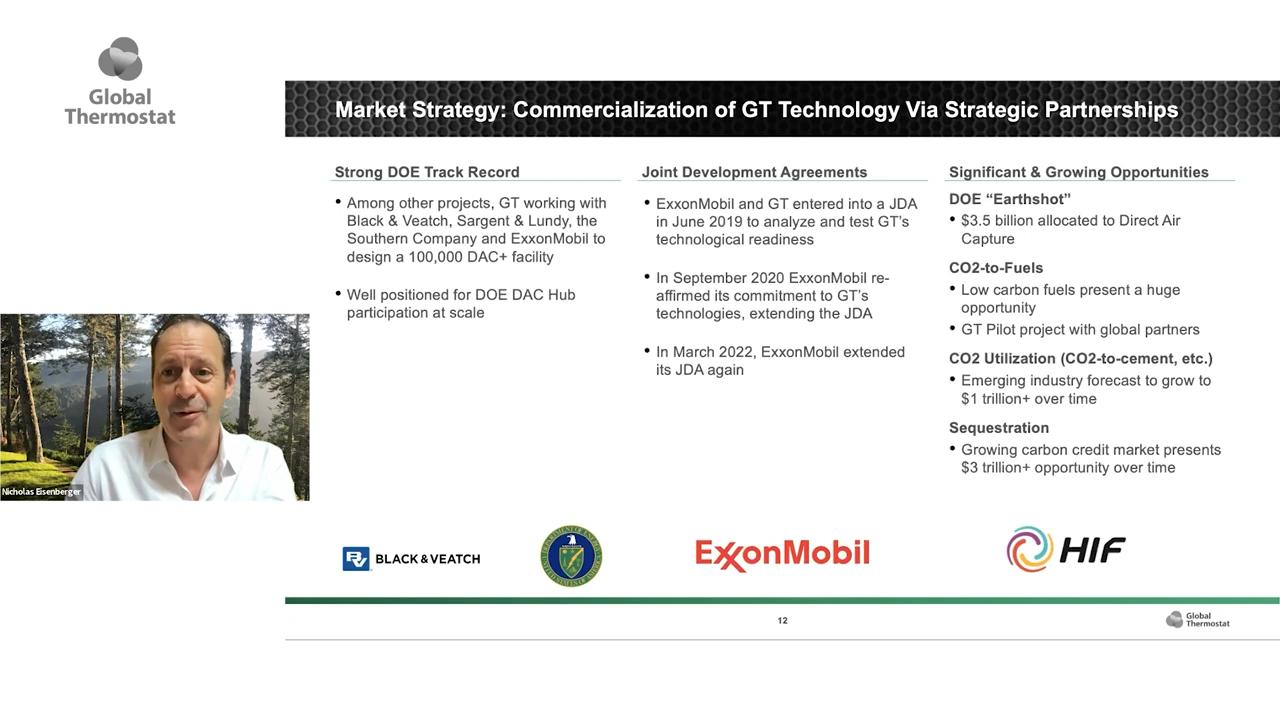 Global
Thermostat
Market Strategy: Commercialization of GT Technology Via Strategic Partnerships
Strong DOE Track Record
• Among other projects, GT working with
Black & Veatch, Sargent & Lundy, the
Southern Company and ExxonMobil to
design a 100,000 DAC+ facility
• Well positioned for DOE DAC Hub
participation at scale
Joint Development Agreements
• ExxonMobil and GT entered into a JDA
in June 2019 to analyze and test GT's
technological readiness
• In September 2020 ExxonMobil re-
affirmed its commitment to GT's
technologies, extending the JDA
• In March 2022, ExxonMobil extended
its JDA again
Significant & Growing Opportunities
DOE “Earthshot”
• $3.5 billion allocated to Direct Air
Capture
CO2-to-Fuels
• Low carbon fuels present a huge
opportunity
• GT Pilot project with global partners
CO2 Utilization (CO2-to-cement, etc.)
• Emerging industry forecast to grow to
$1 trillion+ over time
Sequestration
• Growing carbon credit market presents
$3 trillion+ opportunity over time
Nicholas Eisenberger
BV BLACK & VEATCH
ExxonMobil
HIF
12
Global
Thermostat